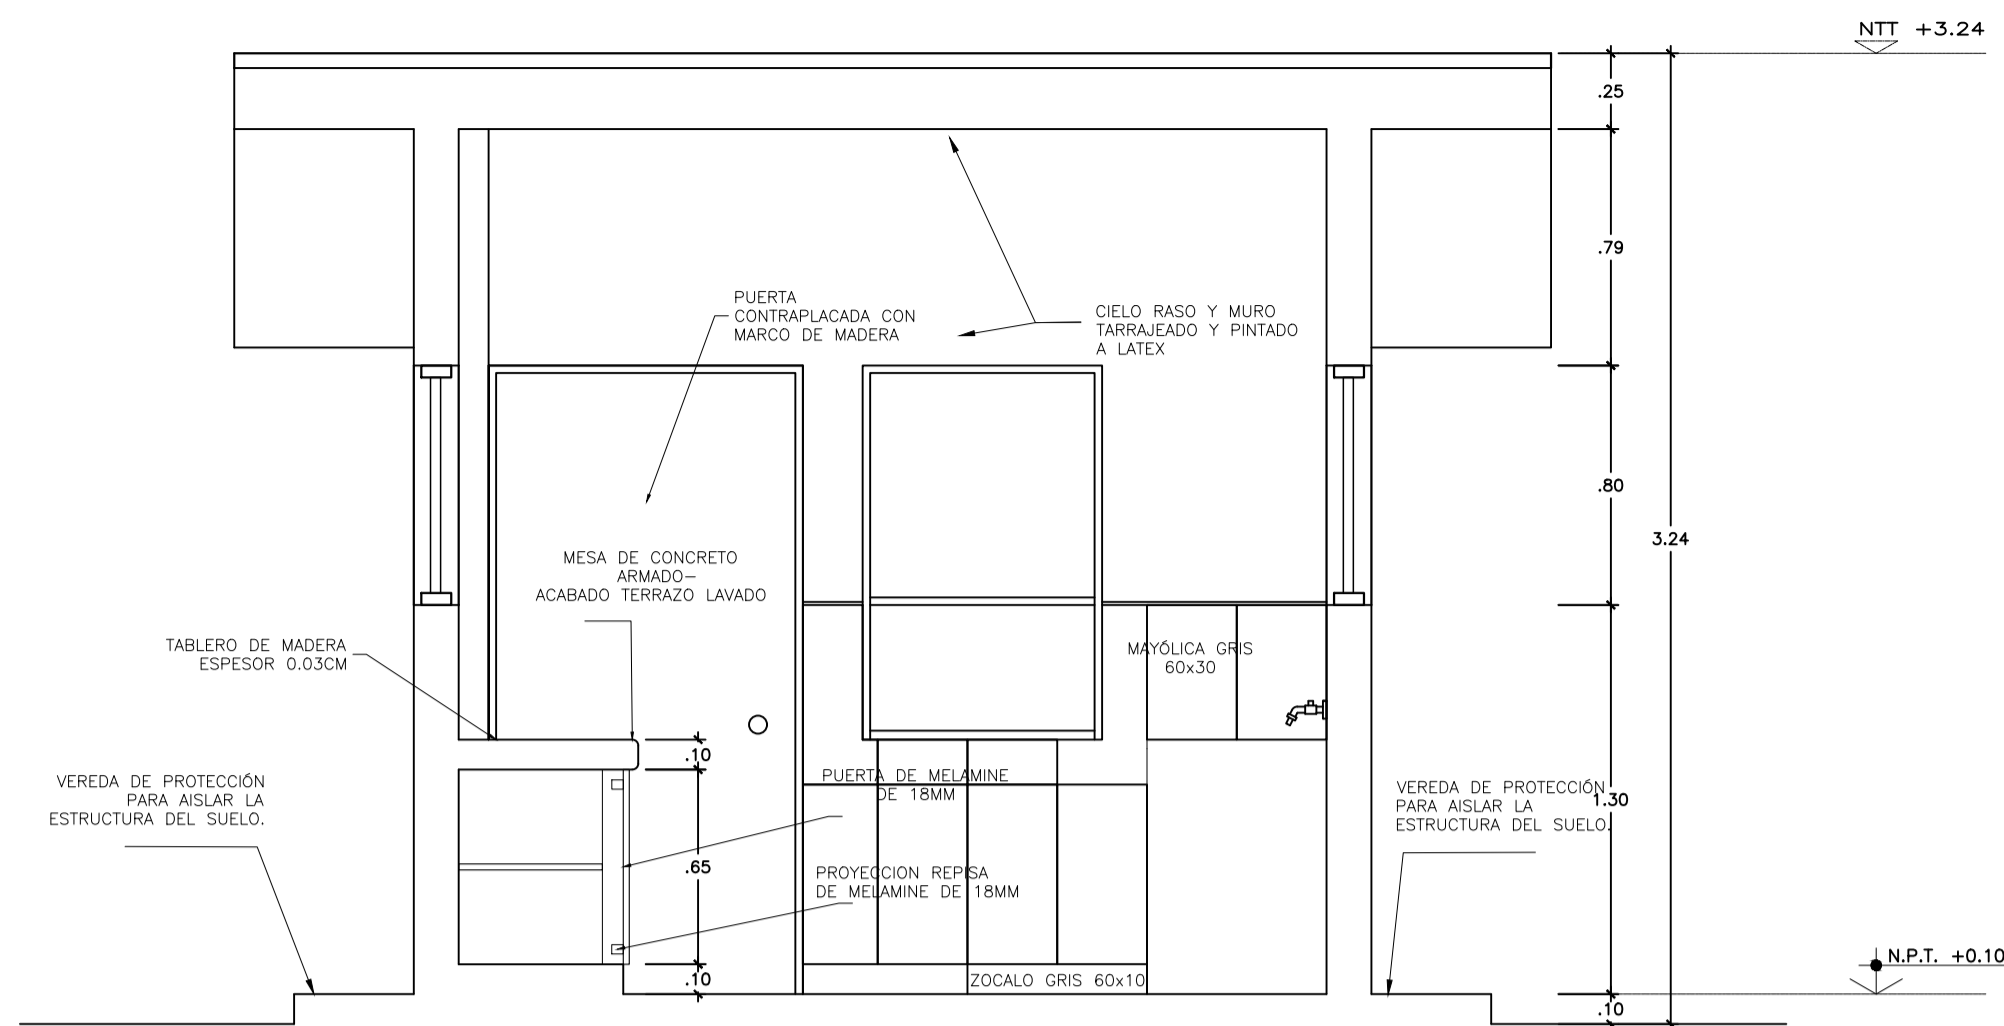 NTT +3.24
.25
.79
PUERTA
CONTRAPLACADA CON
MARCO DE MADERA
CIELO RASO Y MURO
TARRAJEADO Y PINTADO
A LATEX
.80
3.24
MESA DE CONCRETO
ARMADO-
ACABADO TERRAZO LAVADO
TABLERO DE MADERA
ESPESOR 0.03CM
MAYÓLICA GRIS
60x30
.10
VEREDA DE PROTECCIÓN
PARA AISLAR LA
ESTRUCTURA DEL SUELO.
PUERTA DE MELAMINE
DE 18MM
VEREDA DE PROTECCIÓN
PARA AISLAR LA
ESTRUCTURA DEL SUELO.
1.30
.65
PROYECCION REPISA
DE MELAMINE DE 18MM
N.P.T. +0.10
.10
ZOCALO GRIS 60x10
.10